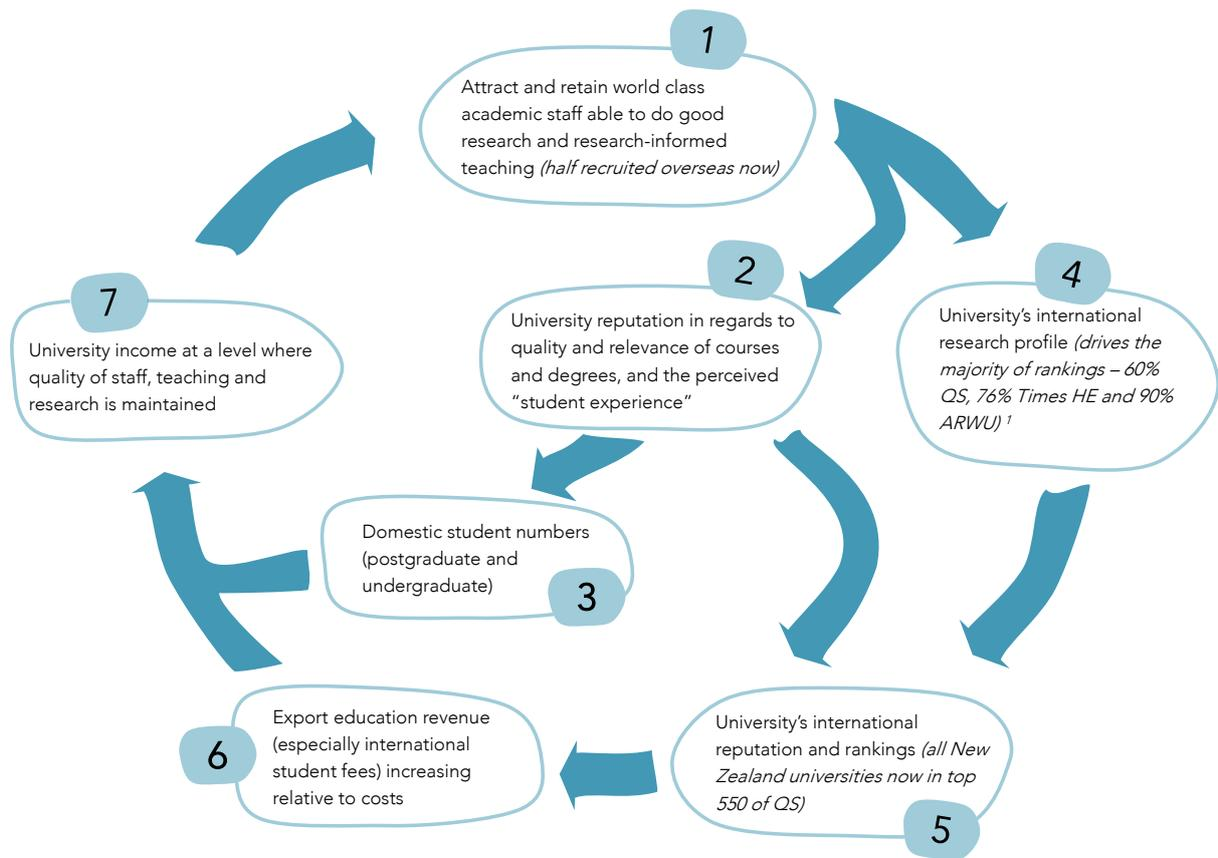 1
Attract and retain world class
academic staff able to do good
research and research-informed
teaching (half recruited overseas now)
2
University reputation in regards to
quality and relevance of courses
and degrees, and the perceived
“student experience”
3
Domestic student numbers
(postgraduate and
undergraduate)
4
University’s international
research profile (drives the
majority of rankings – 60%
QS, 76% Times HE and 90%
ARWU) ¹
5
University’s international
reputation and rankings (all New
Zealand universities now in top
550 of QS)
6
Export education revenue
(especially international
student fees) increasing
relative to costs
7
University income at a level where
quality of staff, teaching and
research is maintained